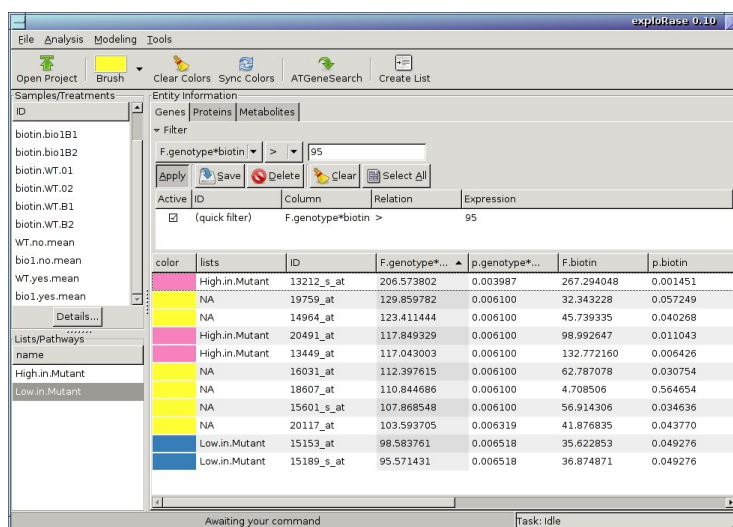 exploRase 0.10
File Analysis Modeling Tools
Open Project Brush Clear Colors Sync Colors ATGeneSearch Create List
Samples/Treatments
ID
biotin.bio1B1
biotin.bio1B2
biotin.WT.01
biotin.WT.02
biotin.WT.B1
biotin.WT.B2
WT.no.mean
bio1.no.mean
WT.yes.mean
bio1.yes.mean
Details...
Lists/Pathways
name
High.in.Mutant
Low.in.Mutant
Entity Information
Genes Proteins Metabolites
Filter
F.genotype*biotin > 95
Apply Save Delete Clear Select All
Active ID Column Relation Expression
(quick filter) F.genotype*biotin > 95
color lists ID F.genotype*... p.genotype*... F.biotin p.biotin
High.in.Mutant 13212_s_at 206.573802 0.003987 267.294048 0.001451
NA 19759_at 129.859782 0.006100 32.343228 0.057249
NA 14964_at 123.411444 0.006100 45.739335 0.040268
High.in.Mutant 20491_at 117.849329 0.006100 98.992647 0.011043
High.in.Mutant 13449_at 117.043003 0.006100 132.772160 0.006426
NA 16031_at 112.397615 0.006100 62.787078 0.030754
NA 18607_at 110.844686 0.006100 4.708506 0.564654
NA 15601_s_at 107.868548 0.006100 56.914306 0.034636
NA 20117_at 103.593705 0.006319 41.876835 0.043770
Low.in.Mutant 15153_at 98.583761 0.006518 35.622853 0.049276
Low.in.Mutant 15189_s_at 95.571431 0.006518 36.874871 0.049276
Awaiting your command Task: Idle